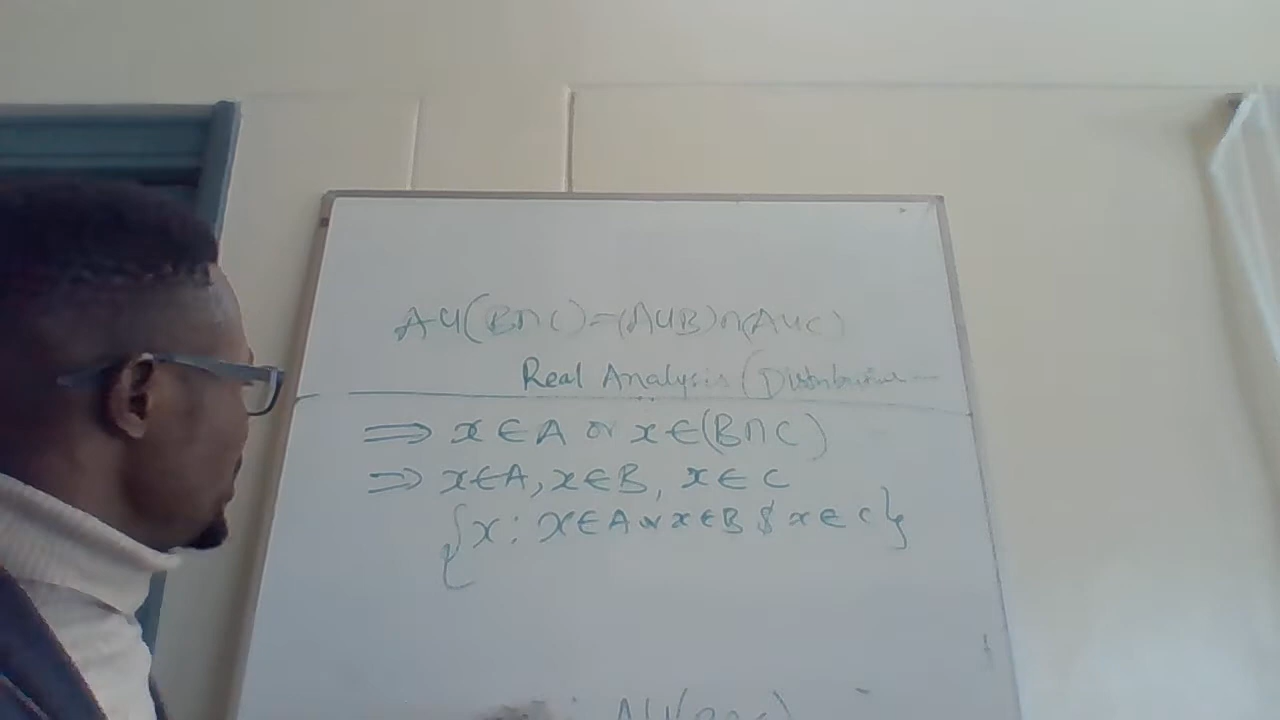 A∪(B∩C)=(A∪B)∩(A∪C)
Real Analysis (Distributive
⇒ x∈A or x∈(B∩C)
⇒ x∈A, x∈B, x∈C
{x: x∈A or x∈B $ x∈C}
A∪(B∩C)